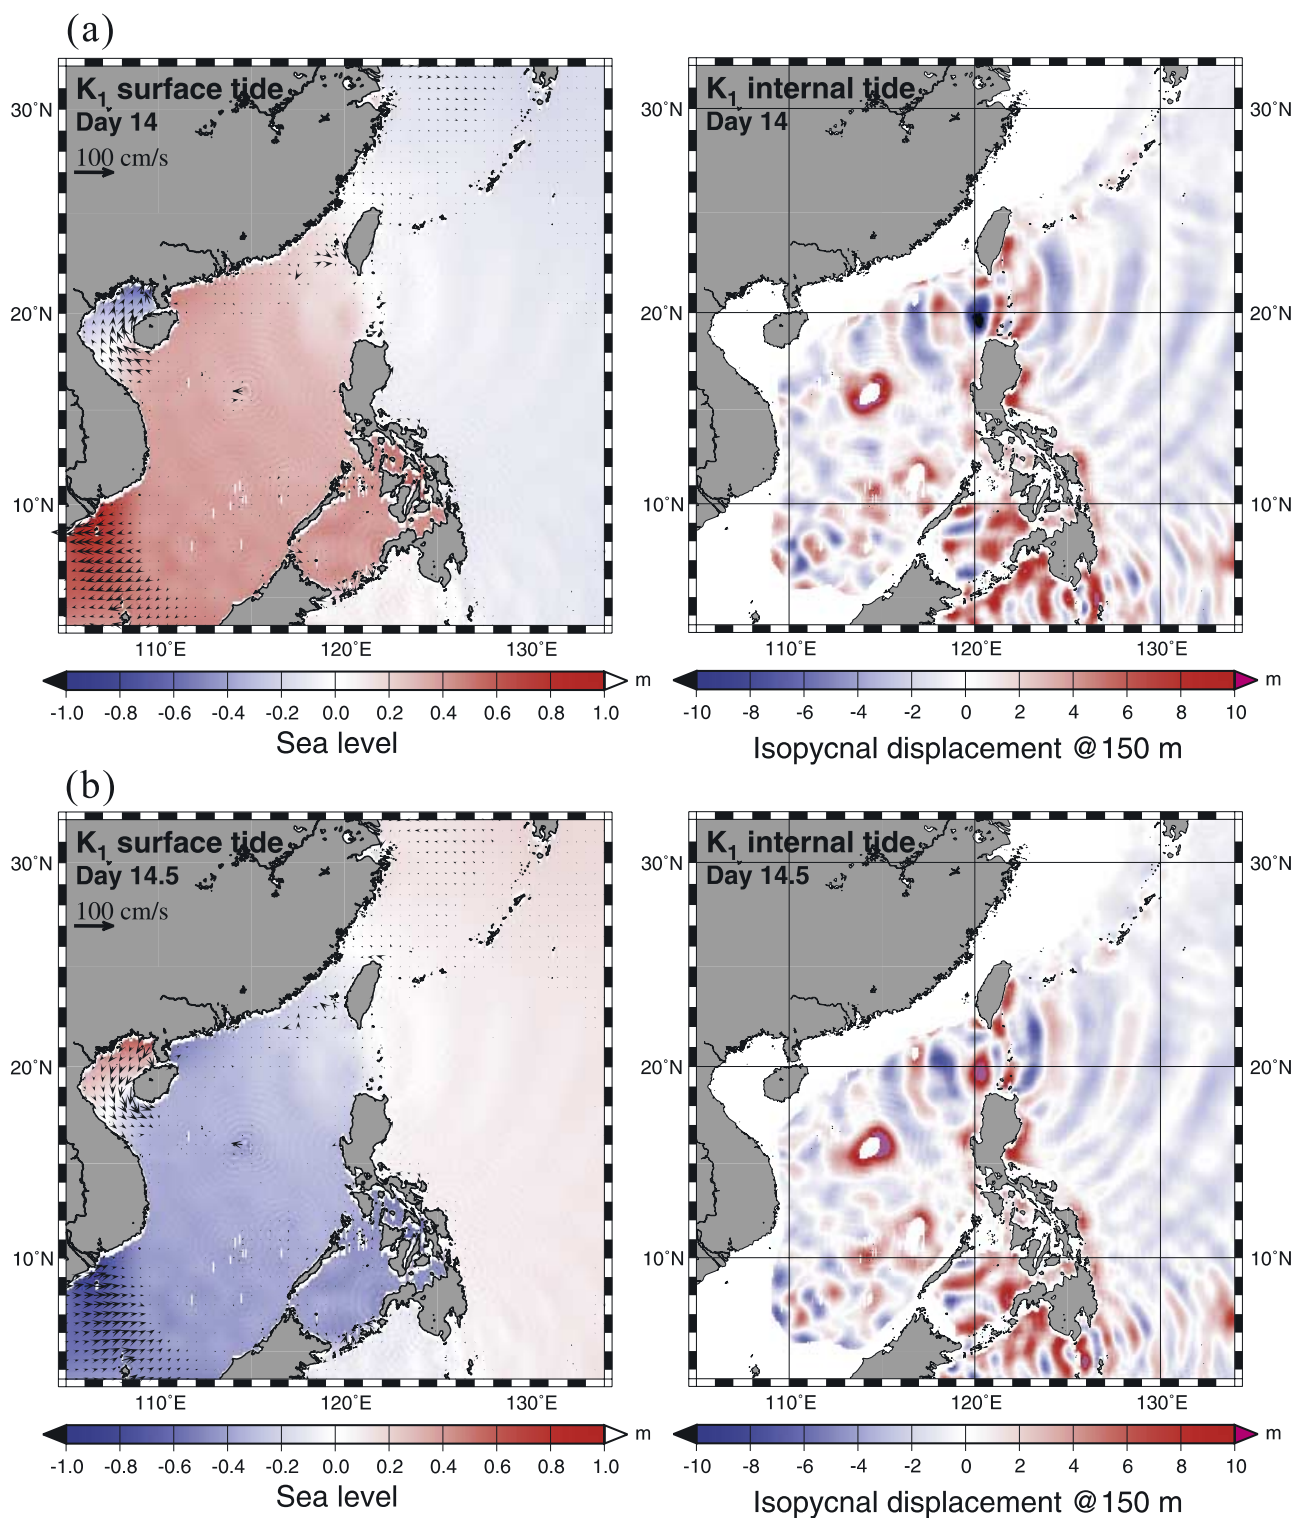 (a)
K1 surface tide
Day 14
100 cm/s
30˚N
20˚N
10˚N
110˚E 120˚E 130˚E
m
-1.0 -0.8 -0.6 -0.4 -0.2 0.0 0.2 0.4 0.6 0.8 1.0
Sea level
K1 internal tide
Day 14
30˚N
20˚N
10˚N
110˚E 120˚E 130˚E
m
-10 -8 -6 -4 -2 0 2 4 6 8 10
Isopycnal displacement @150 m
(b)
K1 surface tide
Day 14.5
100 cm/s
30˚N
20˚N
10˚N
110˚E 120˚E 130˚E
m
-1.0 -0.8 -0.6 -0.4 -0.2 0.0 0.2 0.4 0.6 0.8 1.0
Sea level
K1 internal tide
Day 14.5
30˚N 30˚N
20˚N 20˚N
10˚N 10˚N
110˚E 120˚E 130˚E
m
-10 -8 -6 -4 -2 0 2 4 6 8 10
Isopycnal displacement @150 m